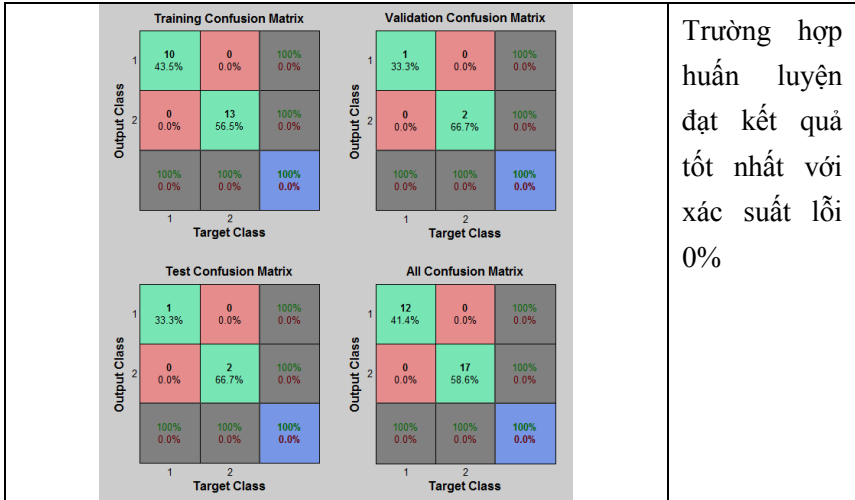 Training Confusion Matrix
10 0 100%
1 43.5% 0.0% 0.0%
0 13 100%
2 0.0% 56.5% 0.0%
100% 100% 100%
0.0% 0.0% 0.0%
1 2
Target Class
Output Class
Validation Confusion Matrix
1 0 100%
1 33.3% 0.0% 0.0%
0 2 100%
2 0.0% 66.7% 0.0%
100% 100% 100%
0.0% 0.0% 0.0%
1 2
Target Class
Output Class
Test Confusion Matrix
1 0 100%
1 33.3% 0.0% 0.0%
0 2 100%
2 0.0% 66.7% 0.0%
100% 100% 100%
0.0% 0.0% 0.0%
1 2
Target Class
Output Class
All Confusion Matrix
12 0 100%
1 41.4% 0.0% 0.0%
0 17 100%
2 0.0% 58.6% 0.0%
100% 100% 100%
0.0% 0.0% 0.0%
1 2
Target Class
Output Class
Trường hợp
huấn luyện
đạt kết quả
tốt nhất với
xác suất lỗi
0%